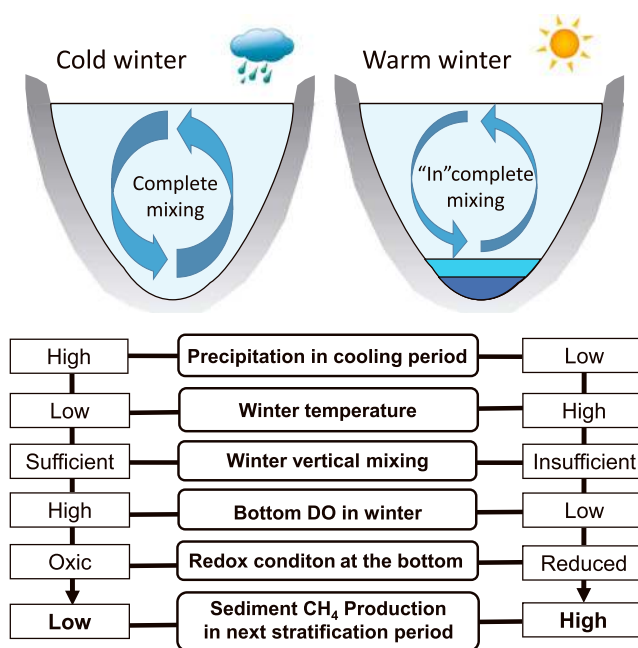 Cold winter
Warm winter
Complete
mixing
“In”complete
mixing
High
Precipitation in cooling period
Low
Low
Winter temperature
High
Sufficient
Winter vertical mixing
Insufficient
High
Bottom DO in winter
Low
Oxic
Redox conditon at the bottom
Reduced
Low
Sediment CH₄ Production
in next stratification period
High